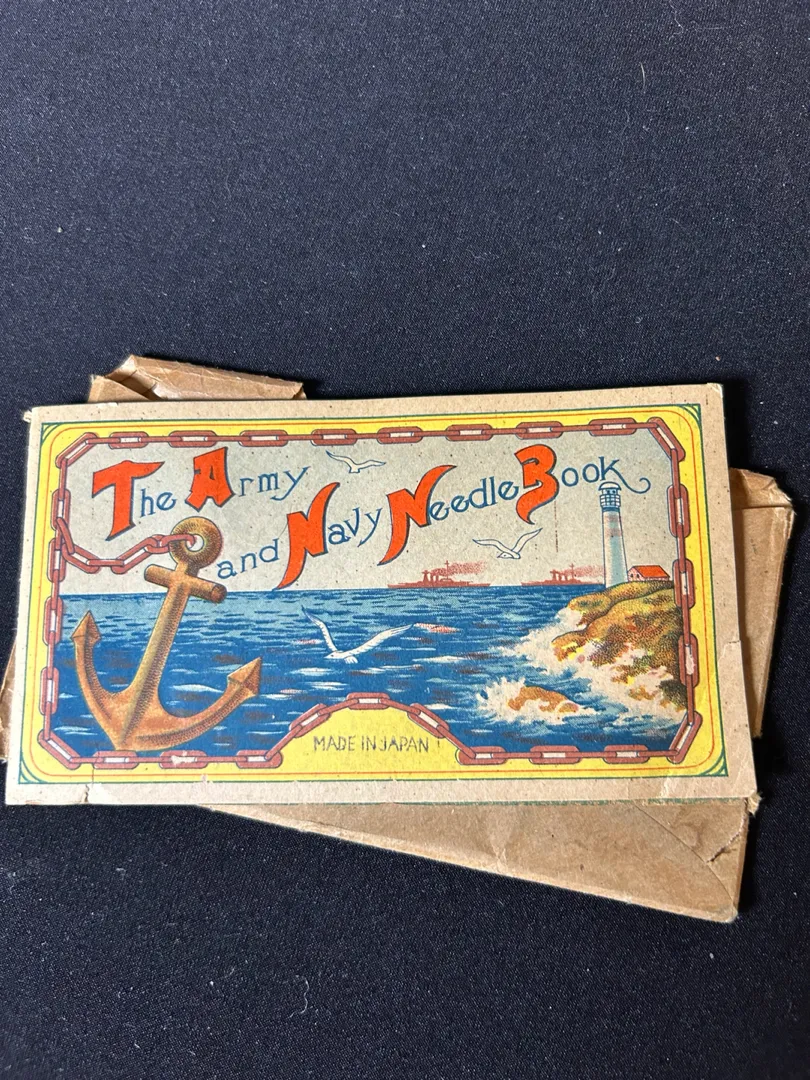 The Army
and Navy Needle Book
MADE IN JAPAN